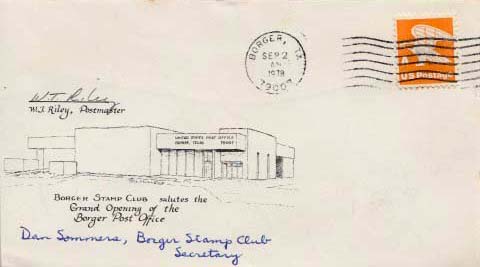 BORGER, TX
SEP 2
AM
1978
79007
A
US Postage
W.T. Riley
W.T. Riley, Postmaster
UNITED STATES POST OFFICE
BORGER, TEXAS 79007
BORGER STAMP CLUB salutes the
Grand Opening of the
Borger Post Office
Dan Sommers, Borger Stamp Club
Secretary